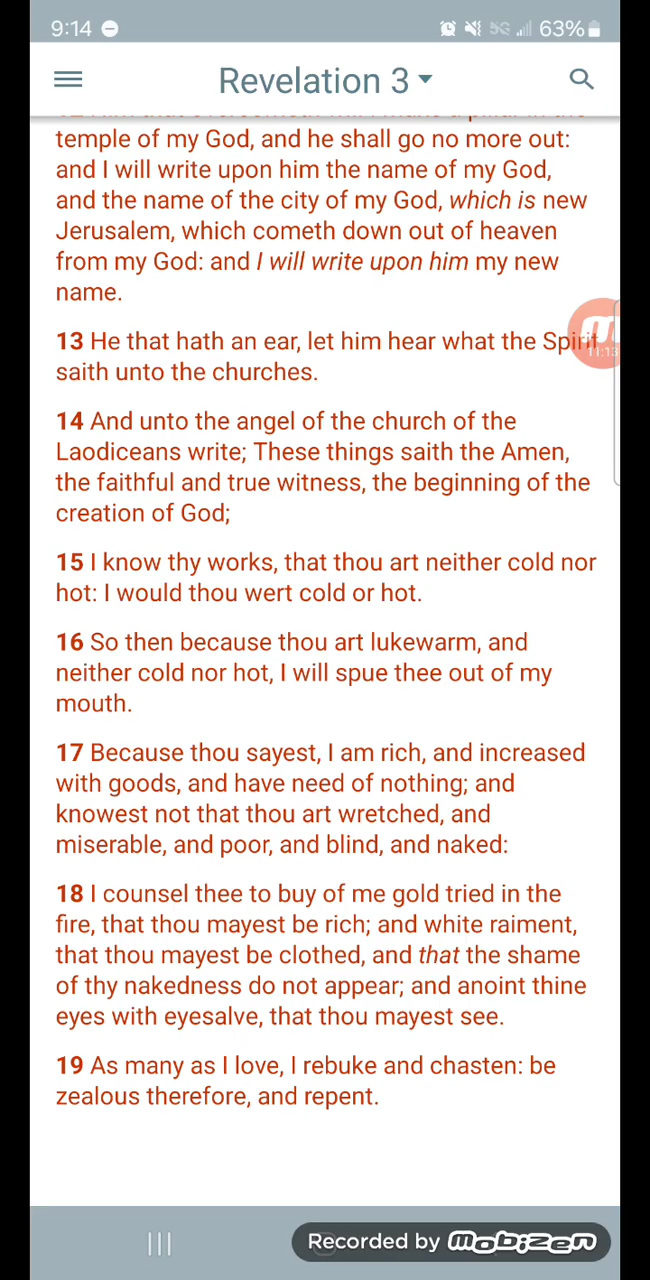 9:14
5G 63%
Revelation 3
temple of my God, and he shall go no more out:
and I will write upon him the name of my God,
and the name of the city of my God, which is new
Jerusalem, which cometh down out of heaven
from my God: and I will write upon him my new
name.
13 He that hath an ear, let him hear what the Spirit
11:13
saith unto the churches.
14 And unto the angel of the church of the
Laodiceans write; These things saith the Amen,
the faithful and true witness, the beginning of the
creation of God;
15 I know thy works, that thou art neither cold nor
hot: I would thou wert cold or hot.
16 So then because thou art lukewarm, and
neither cold nor hot, I will spue thee out of my
mouth.
17 Because thou sayest, I am rich, and increased
with goods, and have need of nothing; and
knowest not that thou art wretched, and
miserable, and poor, and blind, and naked:
18 I counsel thee to buy of me gold tried in the
fire, that thou mayest be rich; and white raiment,
that thou mayest be clothed, and that the shame
of thy nakedness do not appear; and anoint thine
eyes with eyesalve, that thou mayest see.
19 As many as I love, I rebuke and chasten: be
zealous therefore, and repent.
Recorded by mobizen